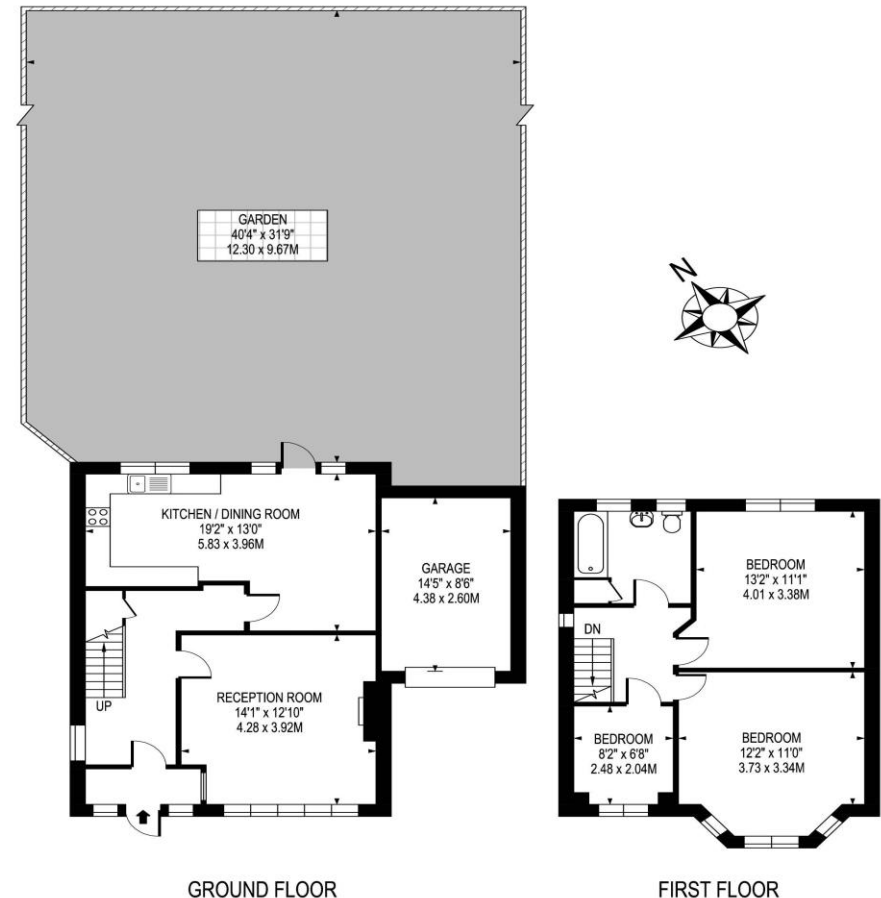 GARDEN
40'4" x 31'9"
12.30 x 9.67M
N
KITCHEN / DINING ROOM
19'2" x 13'0"
5.83 x 3.96M
GARAGE
14'5" x 8'6"
4.38 x 2.60M
UP
RECEPTION ROOM
14'1" x 12'10"
4.28 x 3.92M
GROUND FLOOR
BEDROOM
13'2" x 11'1"
4.01 x 3.38M
DN
BEDROOM
8'2" x 6'8"
2.48 x 2.04M
BEDROOM
12'2" x 11'0"
3.73 x 3.34M
FIRST FLOOR